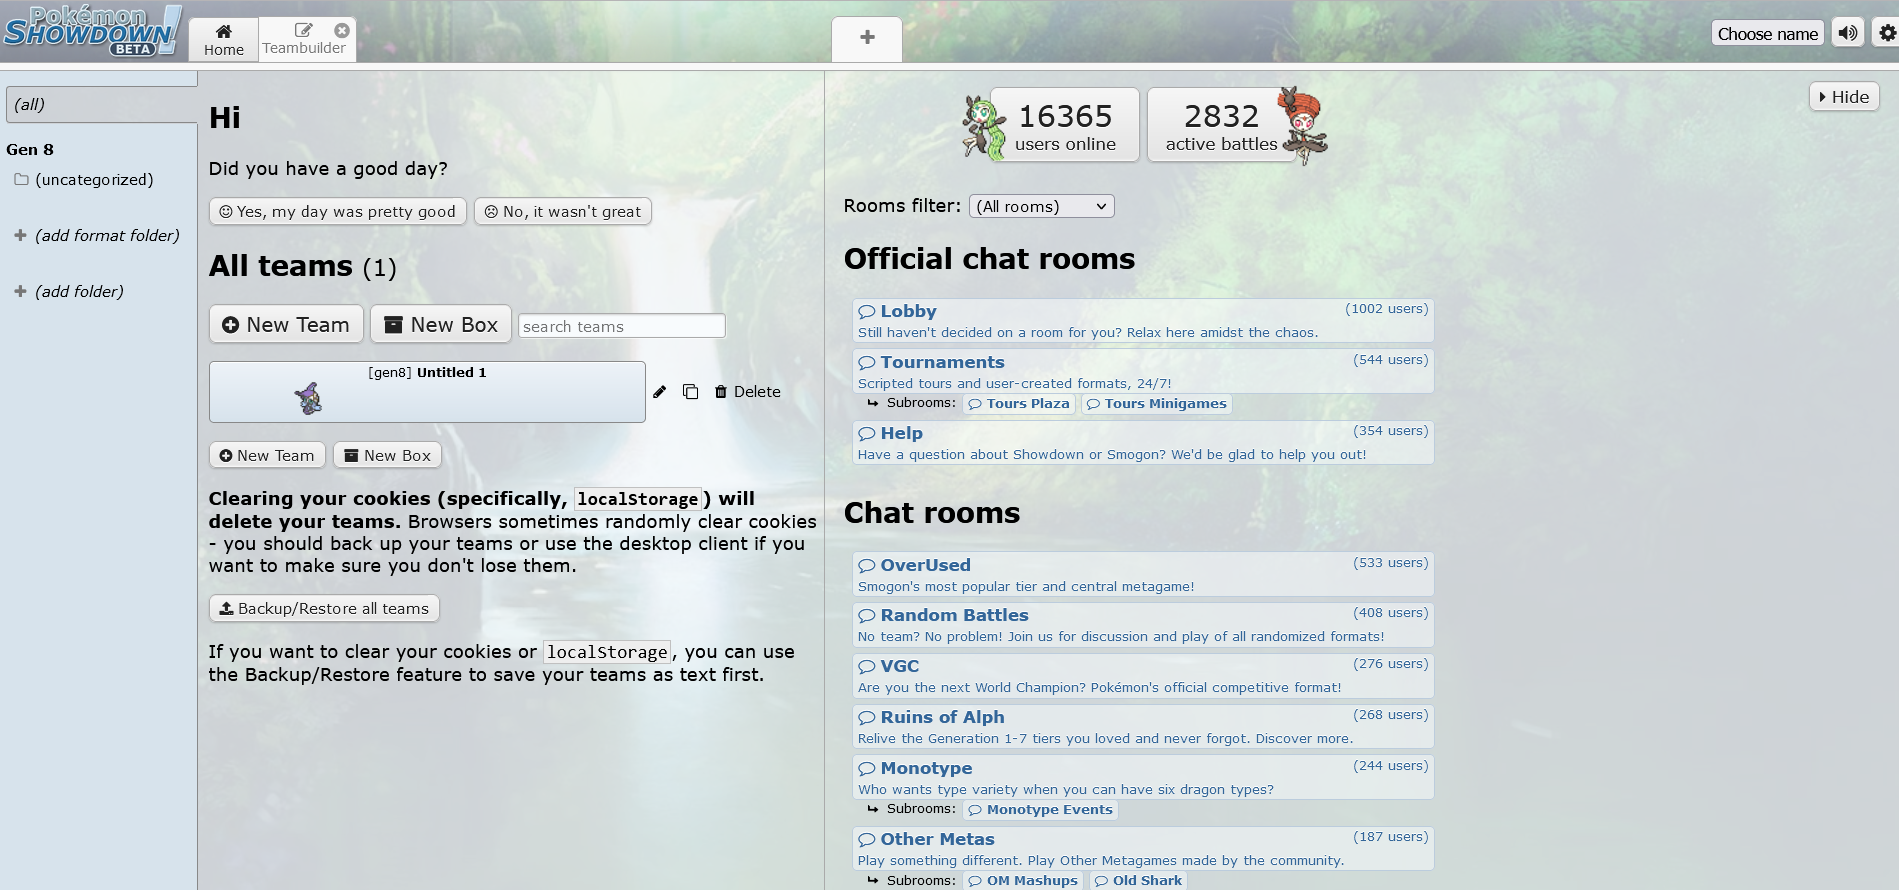 Pokémon
SHOWDOWN!
BETA
Home
Teambuilder
Choose name
(all)
Gen 8
(uncategorized)
(add format folder)
(add folder)
Hi
Did you have a good day?
Yes, my day was pretty good
No, it wasn't great
All teams (1)
New Team
New Box
search teams
[gen8] Untitled 1
Delete
New Team
New Box
Clearing your cookies (specifically, localStorage) will
delete your teams. Browsers sometimes randomly clear cookies
- you should back up your teams or use the desktop client if you
want to make sure you don't lose them.
Backup/Restore all teams
If you want to clear your cookies or localStorage, you can use
the Backup/Restore feature to save your teams as text first.
16365
users online
2832
active battles
Hide
Rooms filter: (All rooms)
Official chat rooms
Lobby (1002 users)
Still haven't decided on a room for you? Relax here amidst the chaos.
Tournaments (544 users)
Scripted tours and user-created formats, 24/7!
Subrooms: Tours Plaza Tours Minigames
Help (354 users)
Have a question about Showdown or Smogon? We'd be glad to help you out!
Chat rooms
OverUsed (533 users)
Smogon's most popular tier and central metagame!
Random Battles (408 users)
No team? No problem! Join us for discussion and play of all randomized formats!
VGC (276 users)
Are you the next World Champion? Pokémon's official competitive format!
Ruins of Alph (268 users)
Relive the Generation 1-7 tiers you loved and never forgot. Discover more.
Monotype (244 users)
Who wants type variety when you can have six dragon types?
Subrooms: Monotype Events
Other Metas (187 users)
Play something different. Play Other Metagames made by the community.
Subrooms: OM Mashups Old Shark